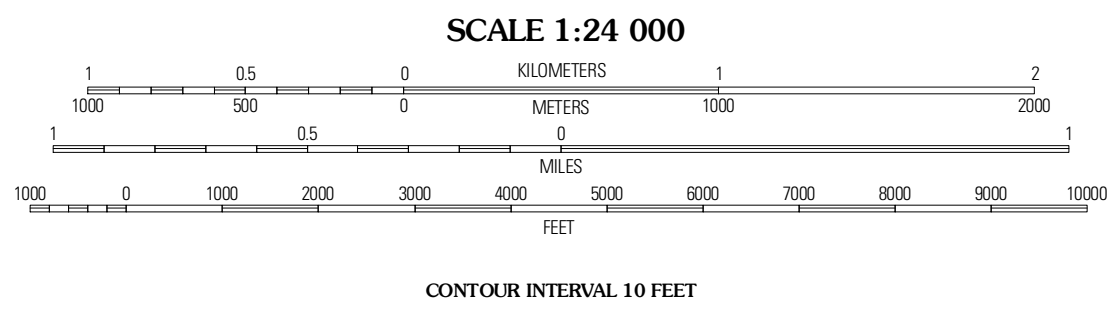 SCALE 1:24 000
1 0.5 0 KILOMETERS 1 2
1000 500 0 METERS 1000 2000
1 0.5 0 1
MILES
1000 0 1000 2000 3000 4000 5000 6000 7000 8000 9000 10000
FEET
CONTOUR INTERVAL 10 FEET